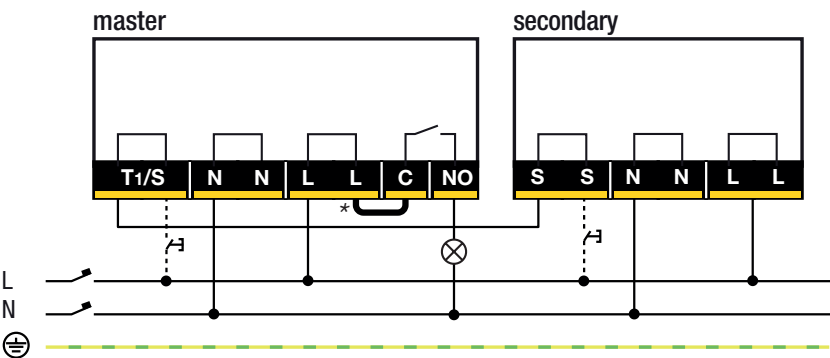 master
secondary
T1/S N N L L C NO
S S N N L L
*
L
N